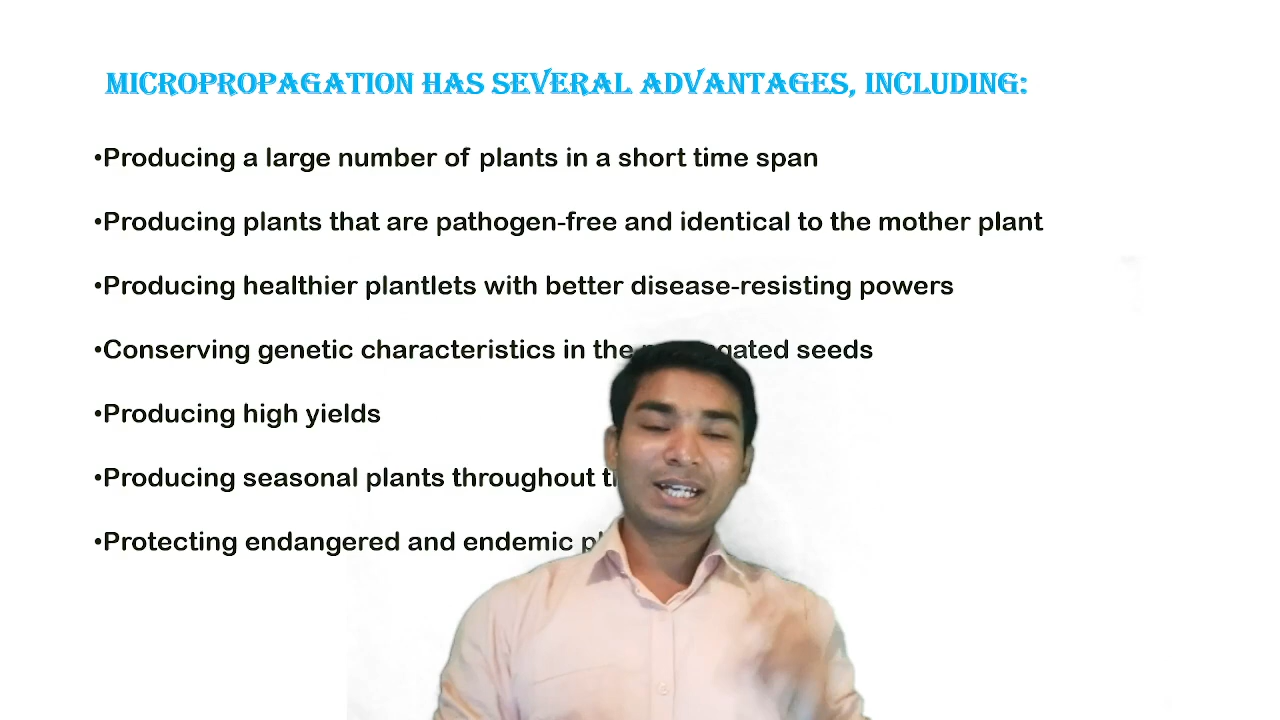 MICROPROPAGATION HAS SEVERAL ADVANTAGES, INCLUDING:
•Producing a large number of plants in a short time span
•Producing plants that are pathogen-free and identical to the mother plant
•Producing healthier plantlets with better disease-resisting powers
•Conserving genetic characteristics in the seeds
•Producing high yields
•Producing seasonal plants throughout
•Protecting endangered and endemic